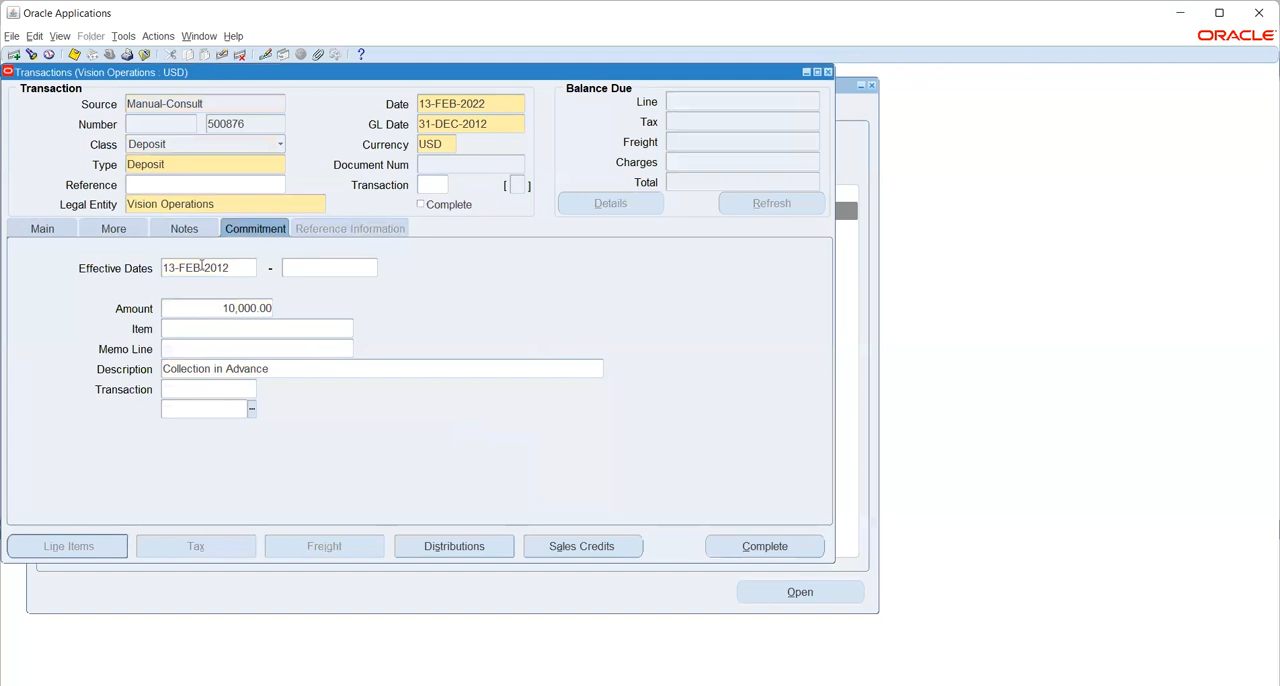 Oracle Applications
File Edit View Folder Tools Actions Window Help
ORACLE
Transactions (Vision Operations : USD)
Transaction
Source Manual-Consult
Number 500876
Class Deposit
Type Deposit
Reference
Legal Entity Vision Operations
Date 13-FEB-2022
GL Date 31-DEC-2012
Currency USD
Document Num
Transaction [ ]
Complete
Balance Due
Line
Tax
Freight
Charges
Total
Details Refresh
Main More Notes Commitment Reference Information
Effective Dates 13-FEB-2012 -
Amount 10,000.00
Item
Memo Line
Description Collection in Advance
Transaction
Line Items Tax Freight Distributions Sales Credits Complete
Open